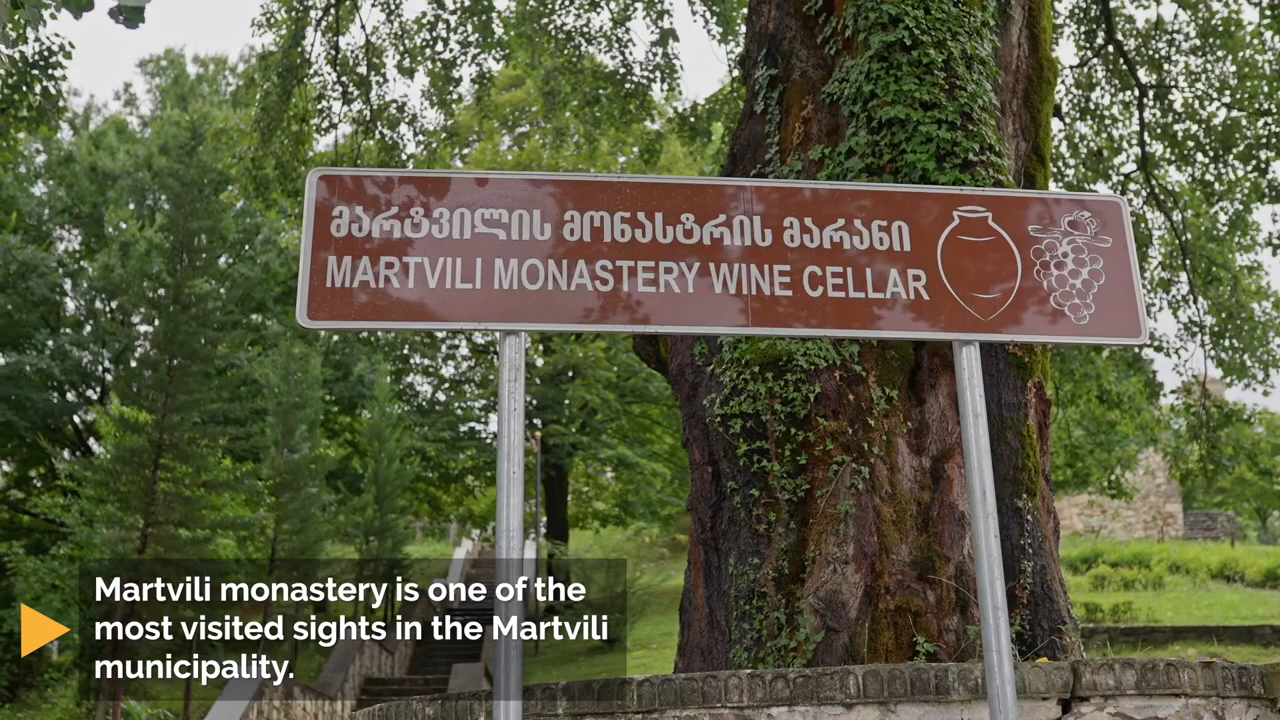 მარტვილის მონასტრის მარანი
MARTVILI MONASTERY WINE CELLAR
Martvili monastery is one of the
most visited sights in the Martvili
municipality.